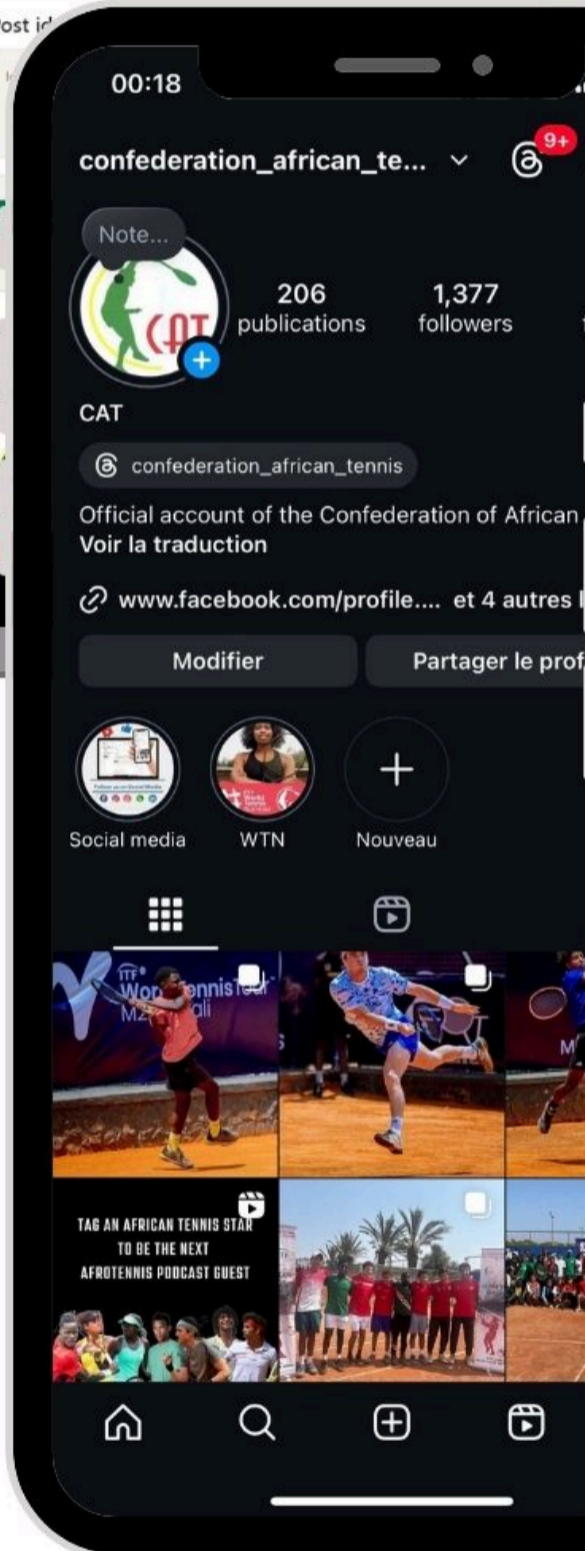 00:18
confederation_african_te...
9+
Note...
CAT
206
publications
1,377
followers
CAT
confederation_african_tennis
Official account of the Confederation of African
Voir la traduction
www.facebook.com/profile.... et 4 autres
Modifier
Partager le prof
Social media
WTN
Nouveau
ITF
World Tennis Tour
TAG AN AFRICAN TENNIS STAR
TO BE THE NEXT
AFROTENNIS PODCAST GUEST